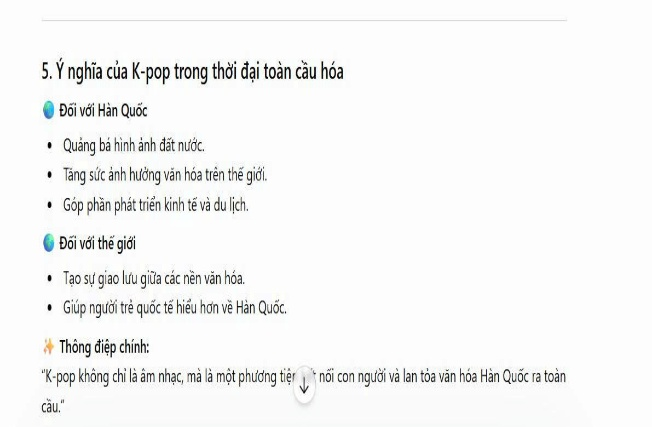 5. Ý nghĩa của K-pop trong thời đại toàn cầu hóa
Đối với Hàn Quốc
Quảng bá hình ảnh đất nước.
Tăng sức ảnh hưởng văn hóa trên thế giới.
Góp phần phát triển kinh tế và du lịch.
Đối với thế giới
Tạo sự giao lưu giữa các nền văn hóa.
Giúp người trẻ quốc tế hiểu hơn về Hàn Quốc.
Thông điệp chính:
"K-pop không chỉ là âm nhạc, mà là một phương nối con người và lan tỏa văn hóa Hàn Quốc ra toàn
cầu."